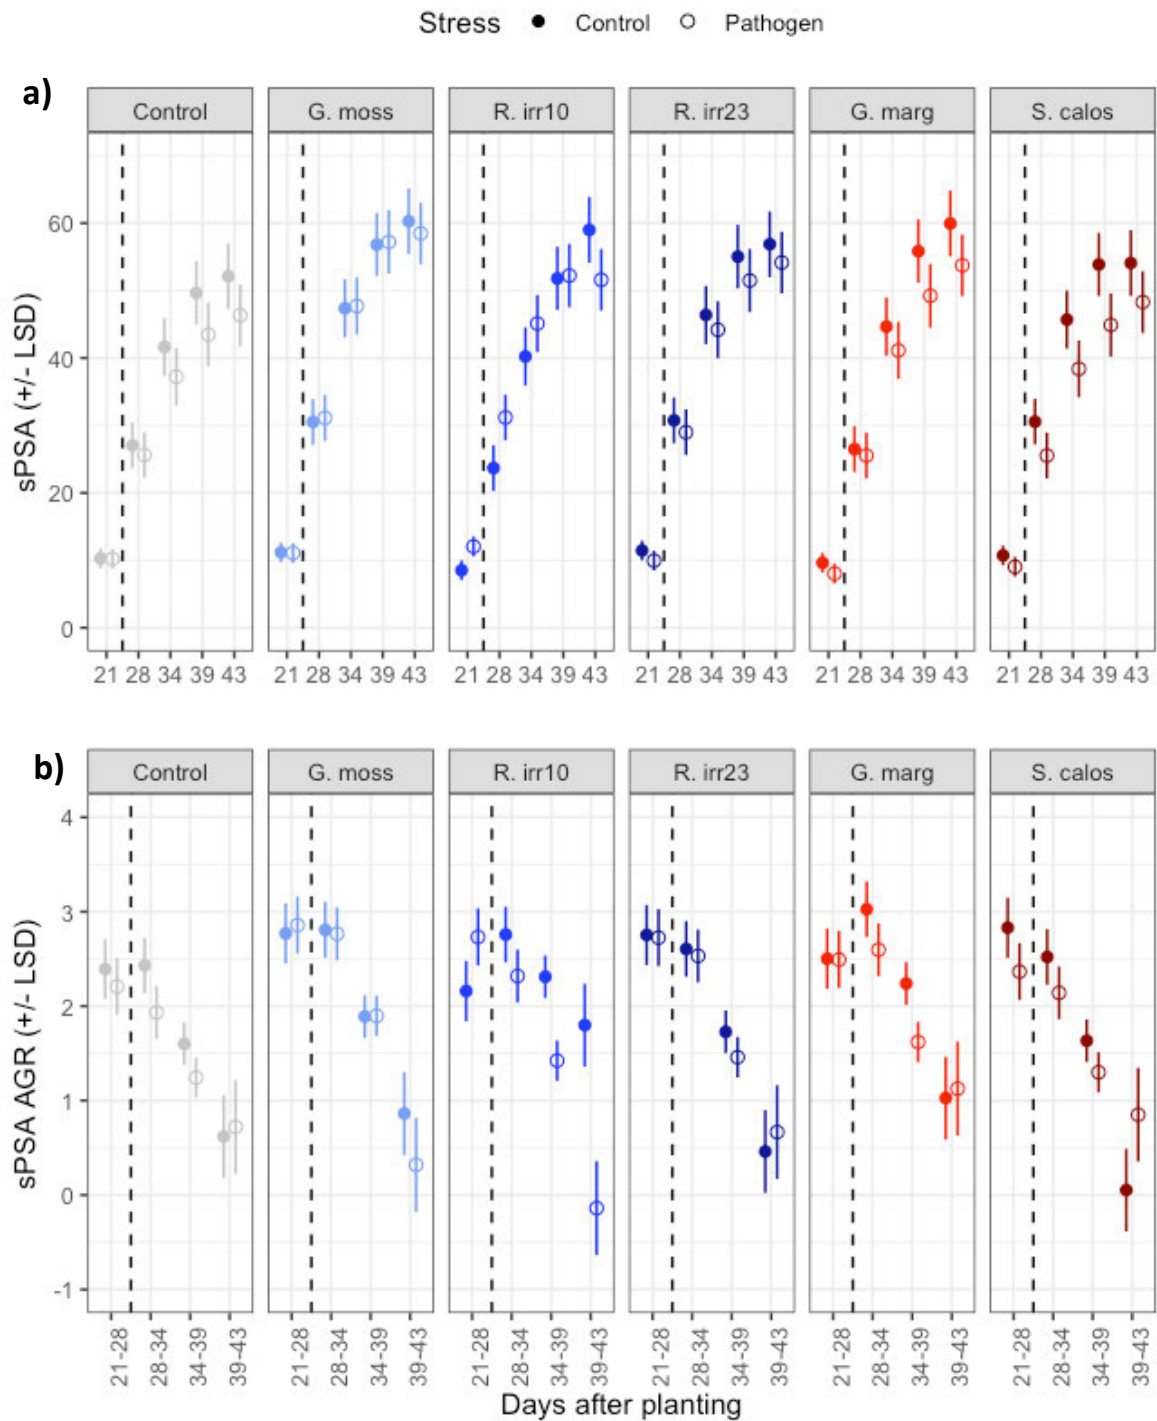 Stress Control Pathogen
a)
Control G. moss R. irr10 R. irr23 G. marg S. calos
sPSA (+/- LSD)
60
40
20
0
21 28 34 39 43 21 28 34 39 43 21 28 34 39 43 21 28 34 39 43 21 28 34 39 43 21 28 34 39 43
b)
Control G. moss R. irr10 R. irr23 G. marg S. calos
sPSA AGR (+/- LSD)
4
3
2
1
0
-1
21-28 28-34 34-39 39-43 21-28 28-34 34-39 39-43 21-28 28-34 34-39 39-43 21-28 28-34 34-39 39-43 21-28 28-34 34-39 39-43 21-28 28-34 34-39 39-43
Days after planting